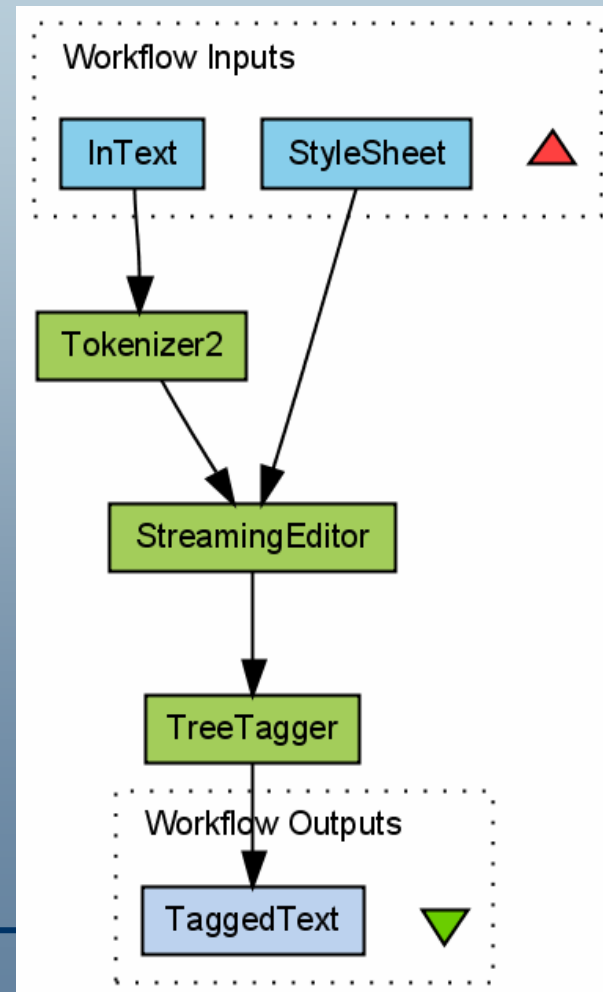 Workflow Inputs
InText
StyleSheet
Tokenizer2
StreamingEditor
TreeTagger
Workflow Outputs
TaggedText